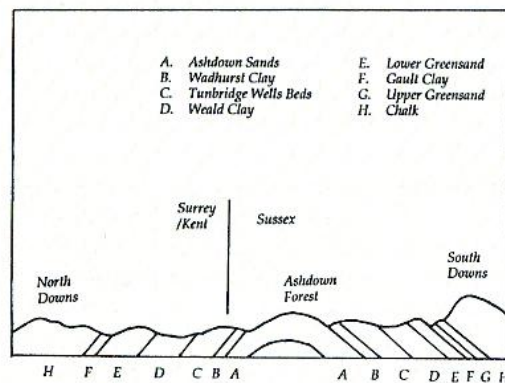 A. Ashdown Sands
B. Wadhurst Clay
C. Tunbridge Wells Beds
D. Weald Clay
E. Lower Greensand
F. Gault Clay
G. Upper Greensand
H. Chalk
Surrey
/Kent
Sussex
North
Downs
Ashdown
Forest
South
Downs
H F E D C B A A B C D E F G H